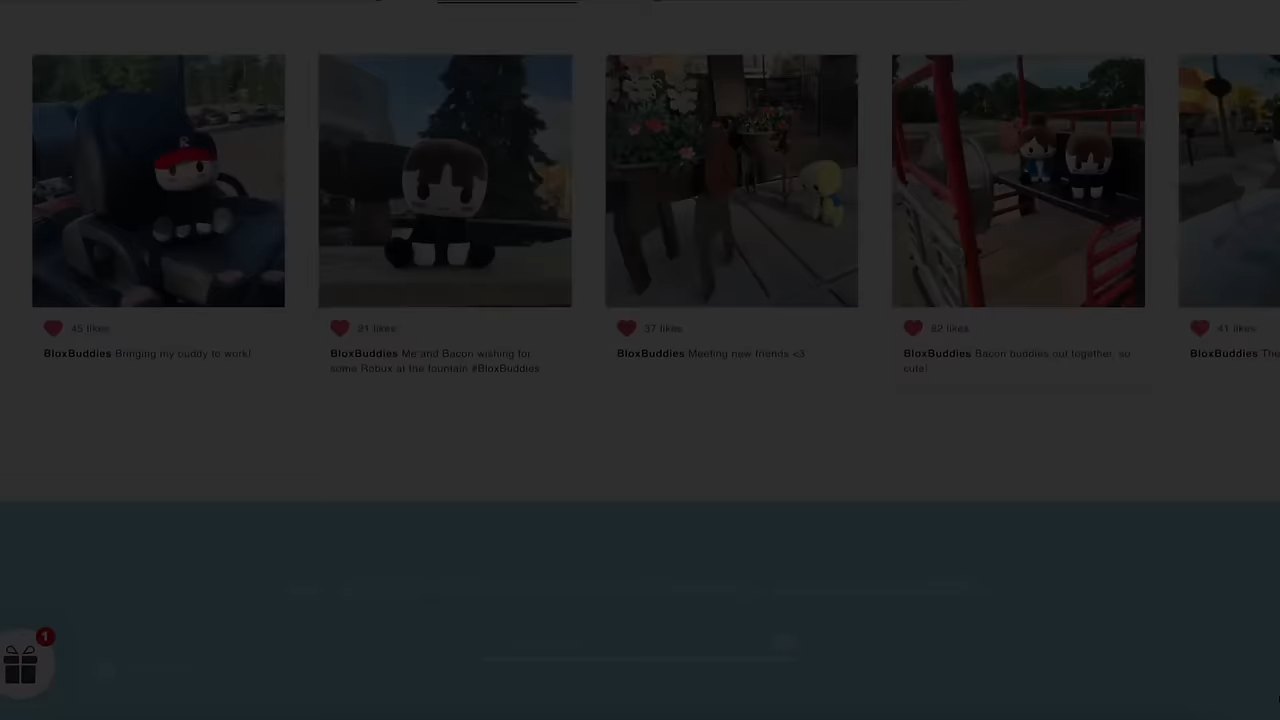 R
45 likes
BloxBuddies Bringing my buddy to work!
21 likes
BloxBuddies Me and Bacon wishing for
some Robux at the fountain #BloxBuddies
37 likes
BloxBuddies Meeting new friends <3
62 likes
BloxBuddies Bacon buddies out together, so
cute!
41 likes
BloxBuddies
1